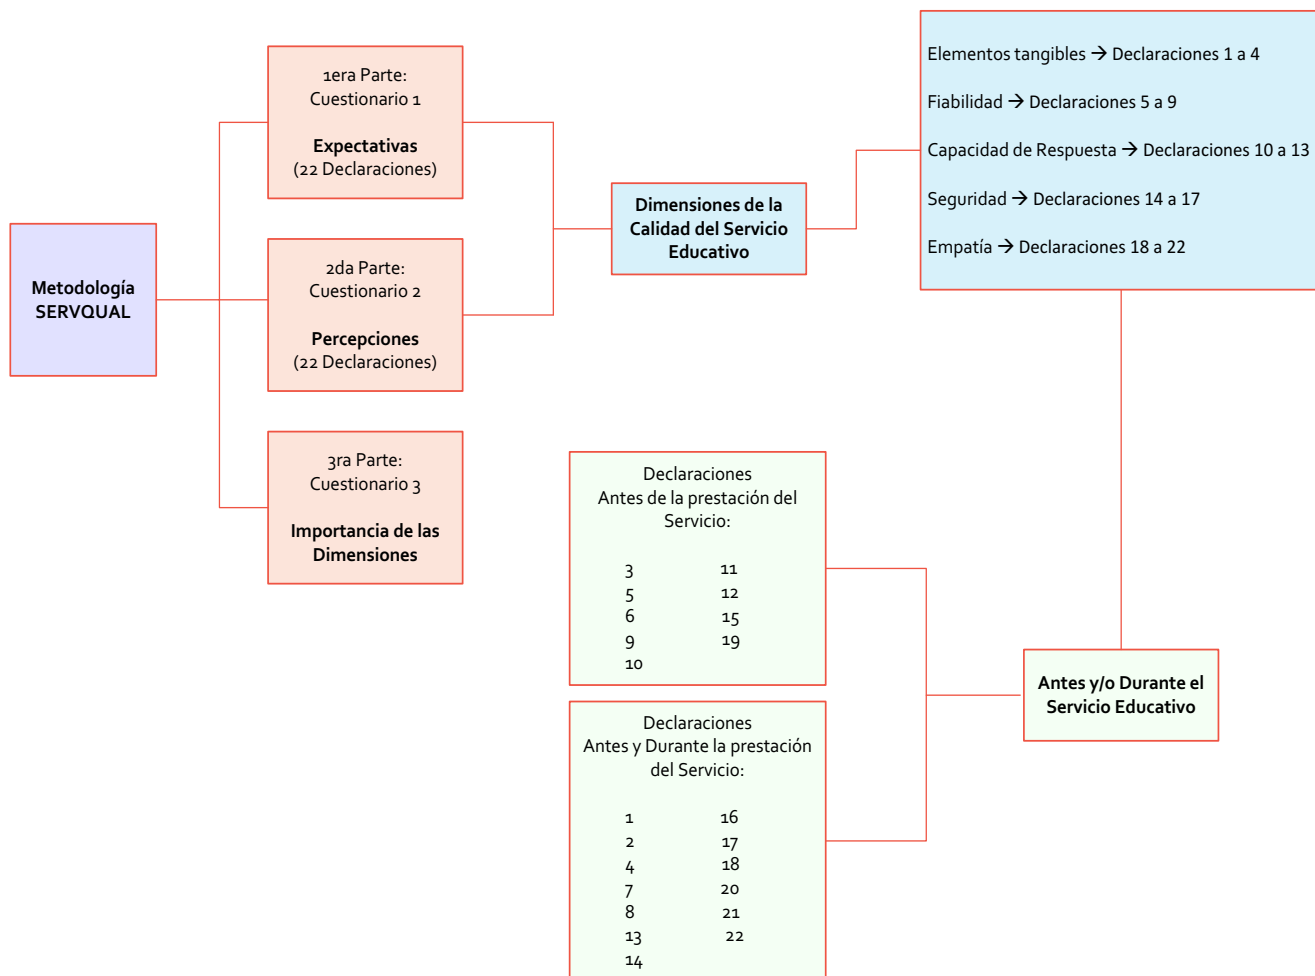 Metodología
SERVQUAL
1era Parte:
Cuestionario 1
Expectativas
(22 Declaraciones)
2da Parte:
Cuestionario 2
Percepciones
(22 Declaraciones)
3ra Parte:
Cuestionario 3
Importancia de las
Dimensiones
Dimensiones de la
Calidad del Servicio
Educativo
Elementos tangibles → Declaraciones 1 a 4
Fiabilidad → Declaraciones 5 a 9
Capacidad de Respuesta → Declaraciones 10 a 13
Seguridad → Declaraciones 14 a 17
Empatía → Declaraciones 18 a 22
Declaraciones
Antes de la prestación del
Servicio:
3 11
5 12
6 15
9 19
10
Declaraciones
Antes y Durante la prestación
del Servicio:
1 16
2 17
4 18
7 20
8 21
13 22
14
Antes y/o Durante el
Servicio Educativo